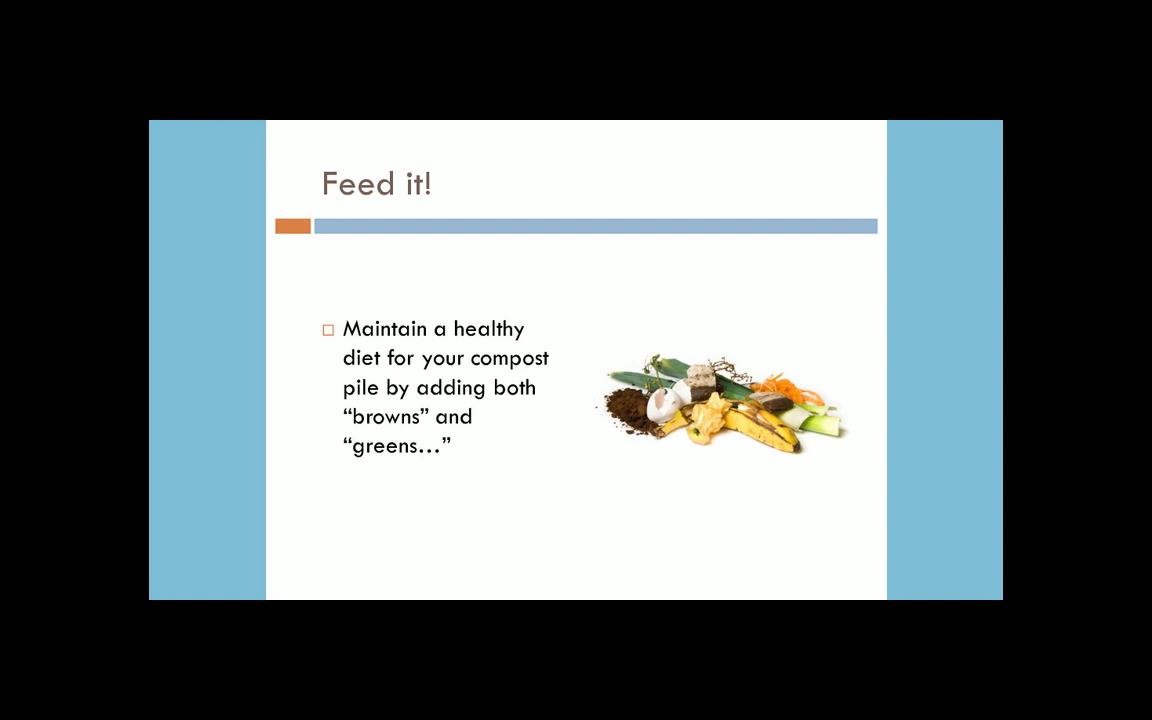 Feed it!
Maintain a healthy
diet for your compost
pile by adding both
“browns” and
“greens…”